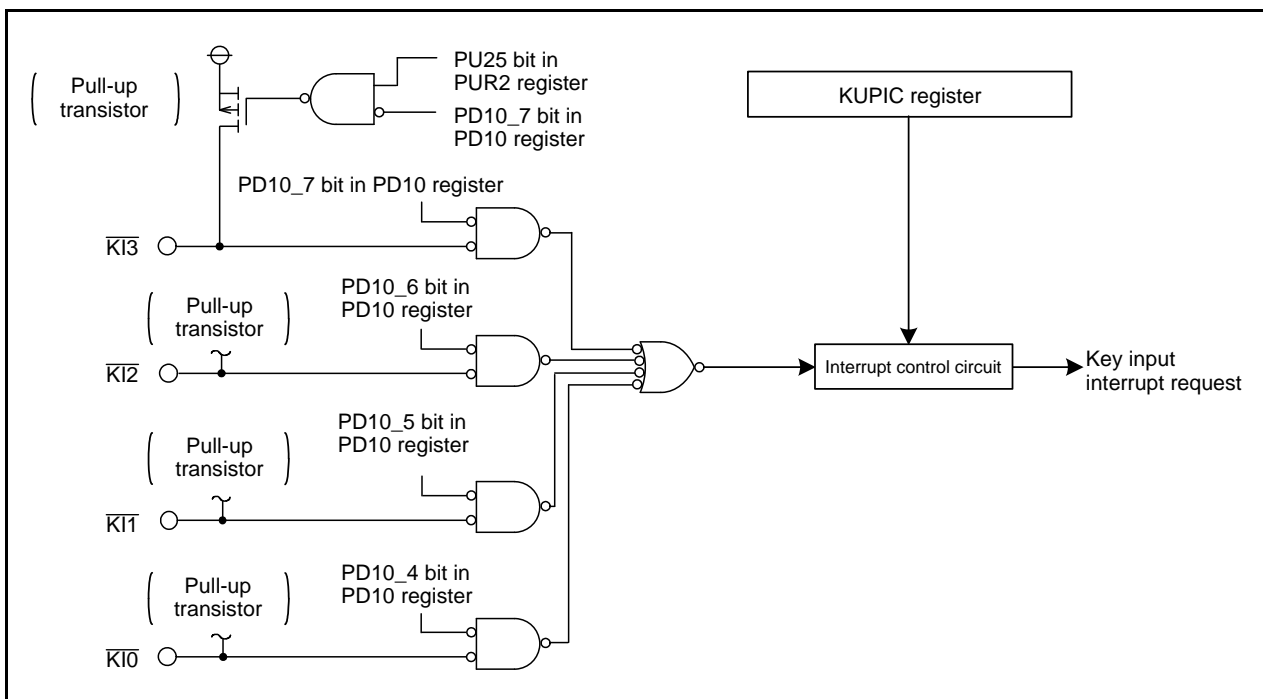 Pull-up
transistor
PU25 bit in
PUR2 register
PD10_7 bit in
PD10 register
KUPIC register
PD10_7 bit in PD10 register
KI3
Pull-up
transistor
PD10_6 bit in
PD10 register
KI2
Interrupt control circuit
Key input
interrupt request
Pull-up
transistor
PD10_5 bit in
PD10 register
KI1
Pull-up
transistor
PD10_4 bit in
PD10 register
KI0